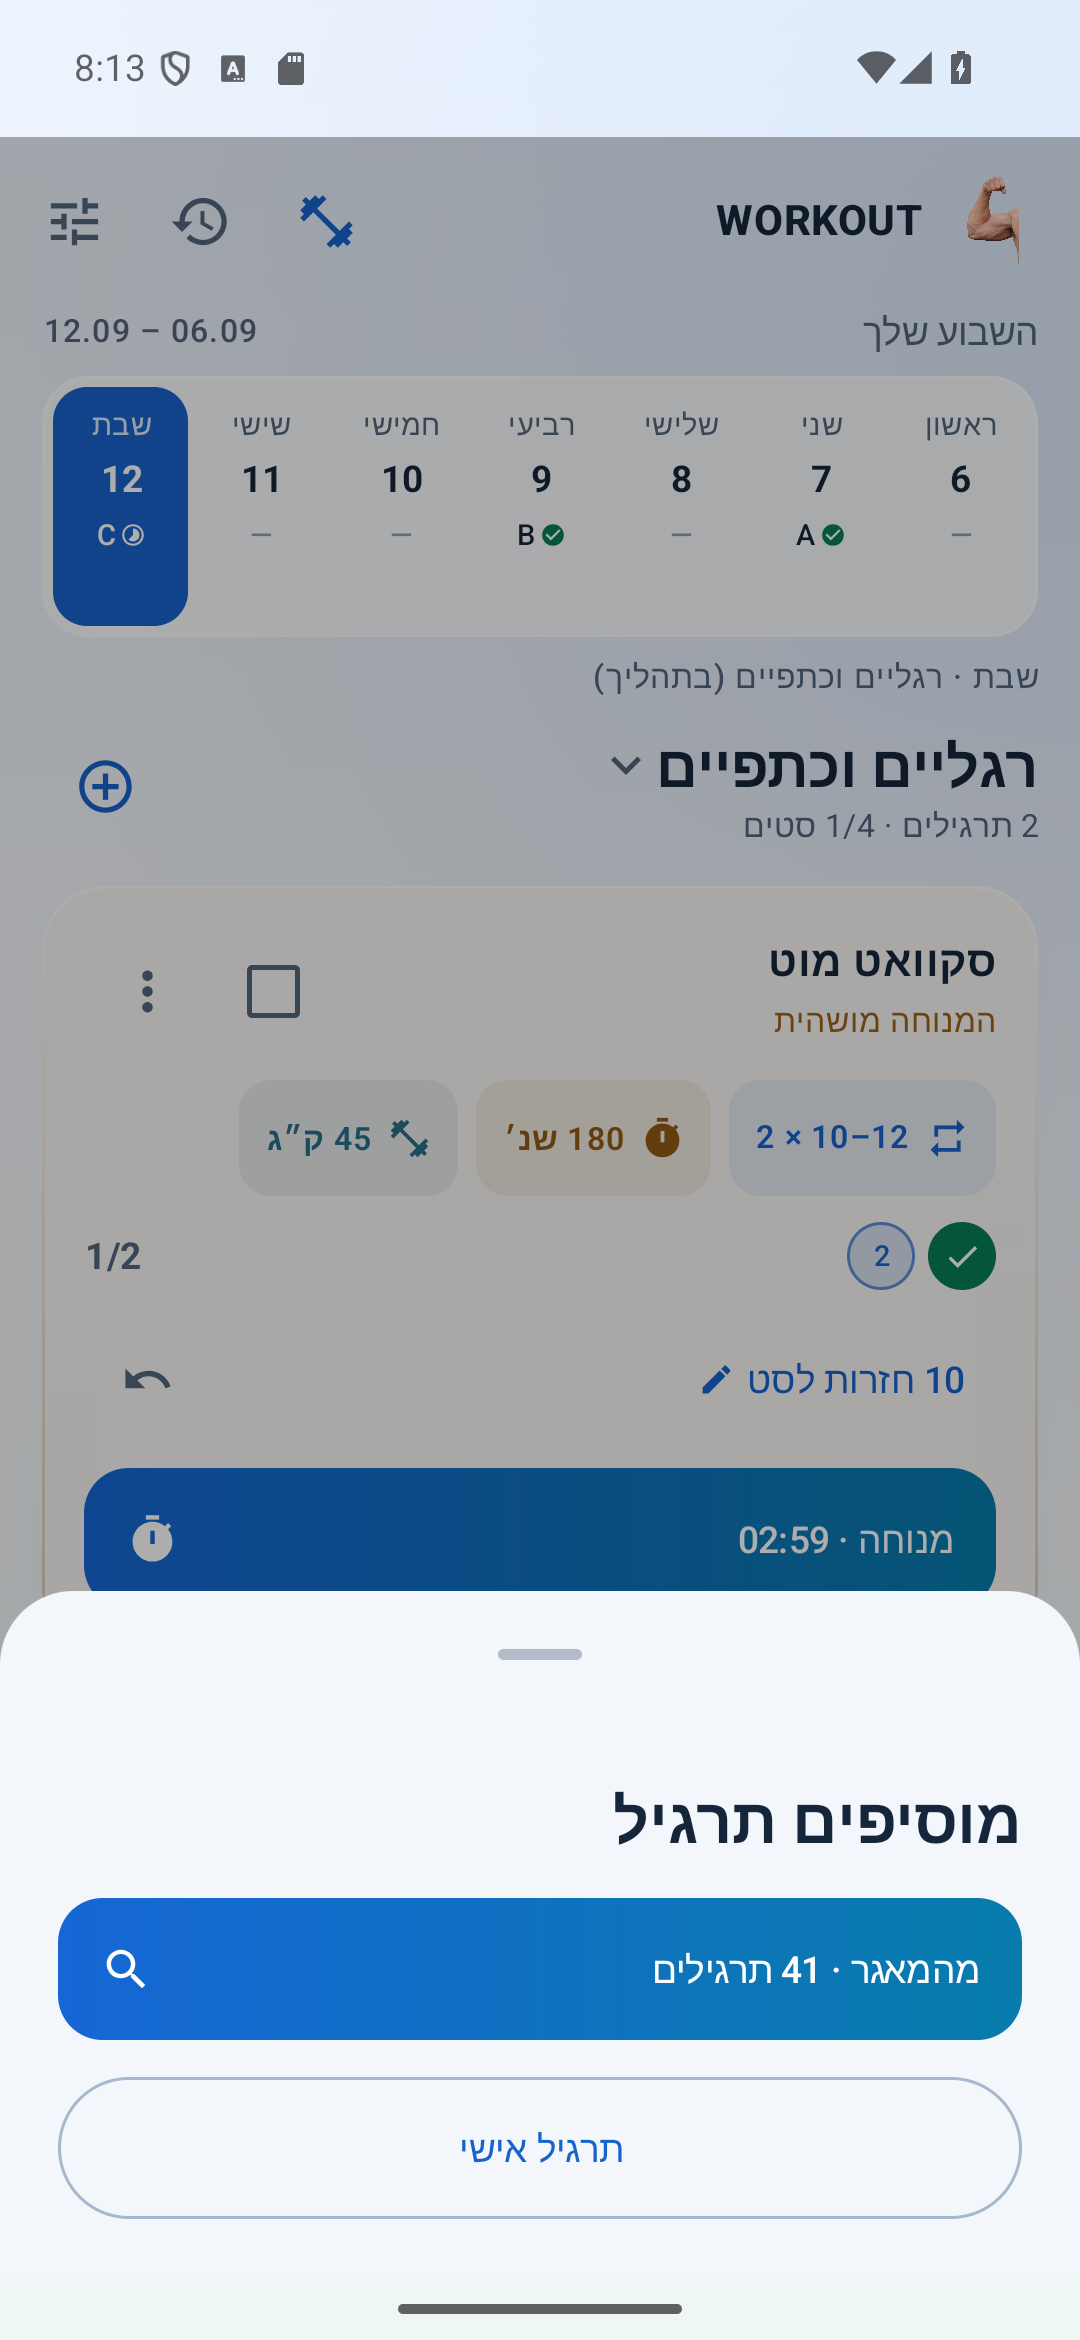 8:13
WORKOUT
השבוע שלך
06.09 – 12.09
ראשון שני שלישי רביעי חמישי שישי שבת
6 7 8 9 10 11 12
– A – B – – C
שבת · רגליים וכתפיים (בתהליך)
רגליים וכתפיים
2 תרגילים · 1/4 סטים
סקוואט מוט
המנוחה מושהית
2 × 10–12
180 שנ׳
45 ק״ג
2
1/2
10 חזרות לסט
מנוחה · 02:59
מוסיפים תרגיל
מהמאגר · 41 תרגילים
תרגיל אישי